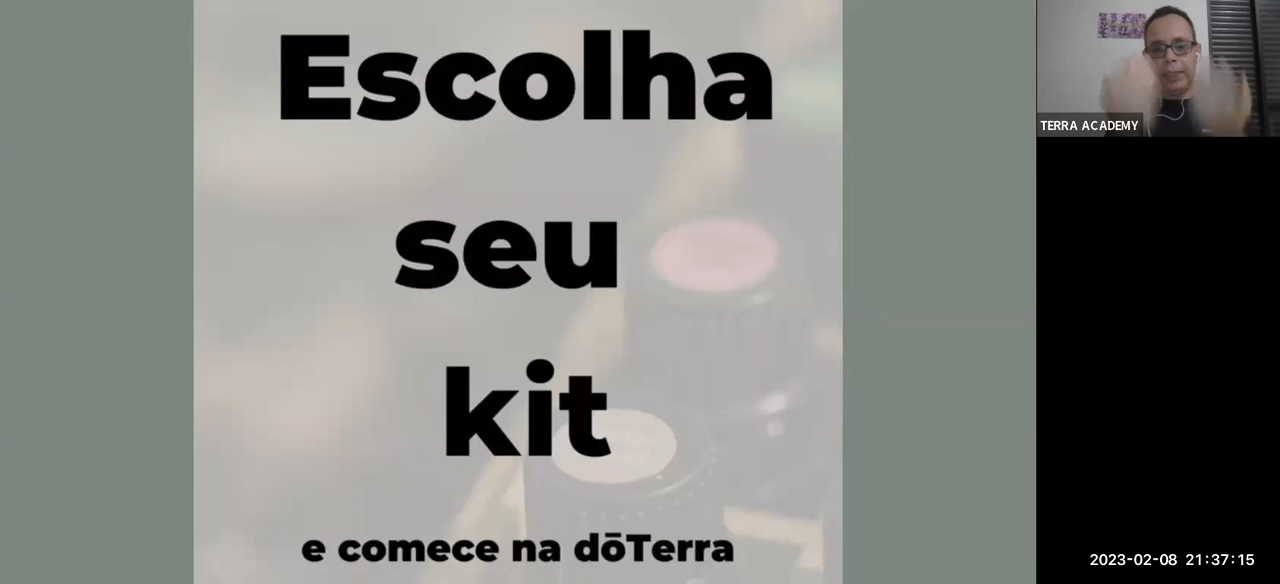 Escolha
seu
kit
e comece na dōTerra
TERRA ACADEMY
2023-02-08 21:37:15